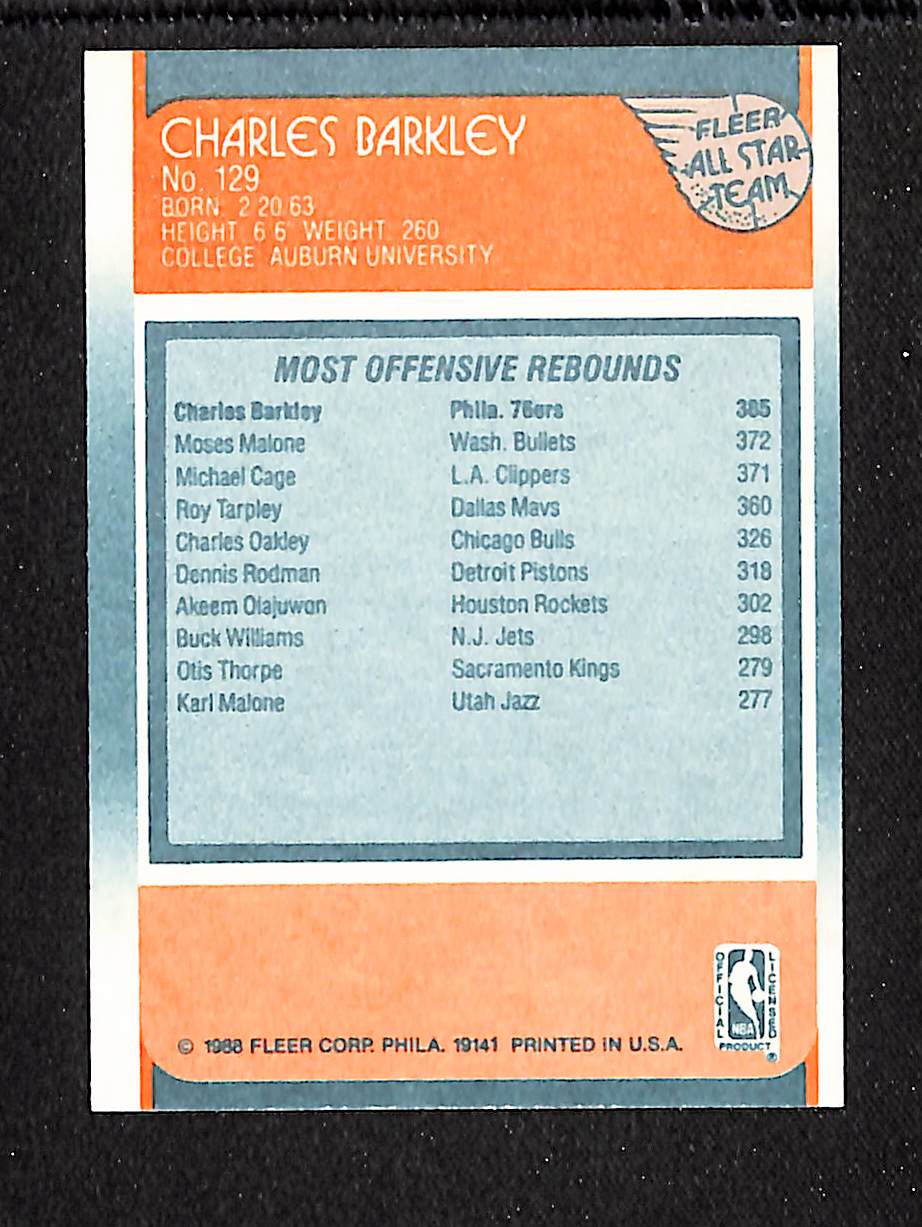 CHARLES BARKLEY
No. 129
BORN: 2 20 63
HEIGHT 6 6 WEIGHT 260
COLLEGE AUBURN UNIVERSITY
FLEER
ALL STAR
TEAM
MOST OFFENSIVE REBOUNDS
Charles Barkley Phila. 76ers 385
Moses Malone Wash. Bullets 372
Michael Cage L.A. Clippers 371
Roy Tarpley Dallas Mavs 360
Charles Oakley Chicago Bulls 326
Dennis Rodman Detroit Pistons 318
Akeem Olajuwon Houston Rockets 302
Buck Williams N.J. Jets 298
Otis Thorpe Sacramento Kings 279
Karl Malone Utah Jazz 277
OFFICIAL
LICENSED
NBA
PRODUCT
®
© 1988 FLEER CORP. PHILA. 19141 PRINTED IN U.S.A.